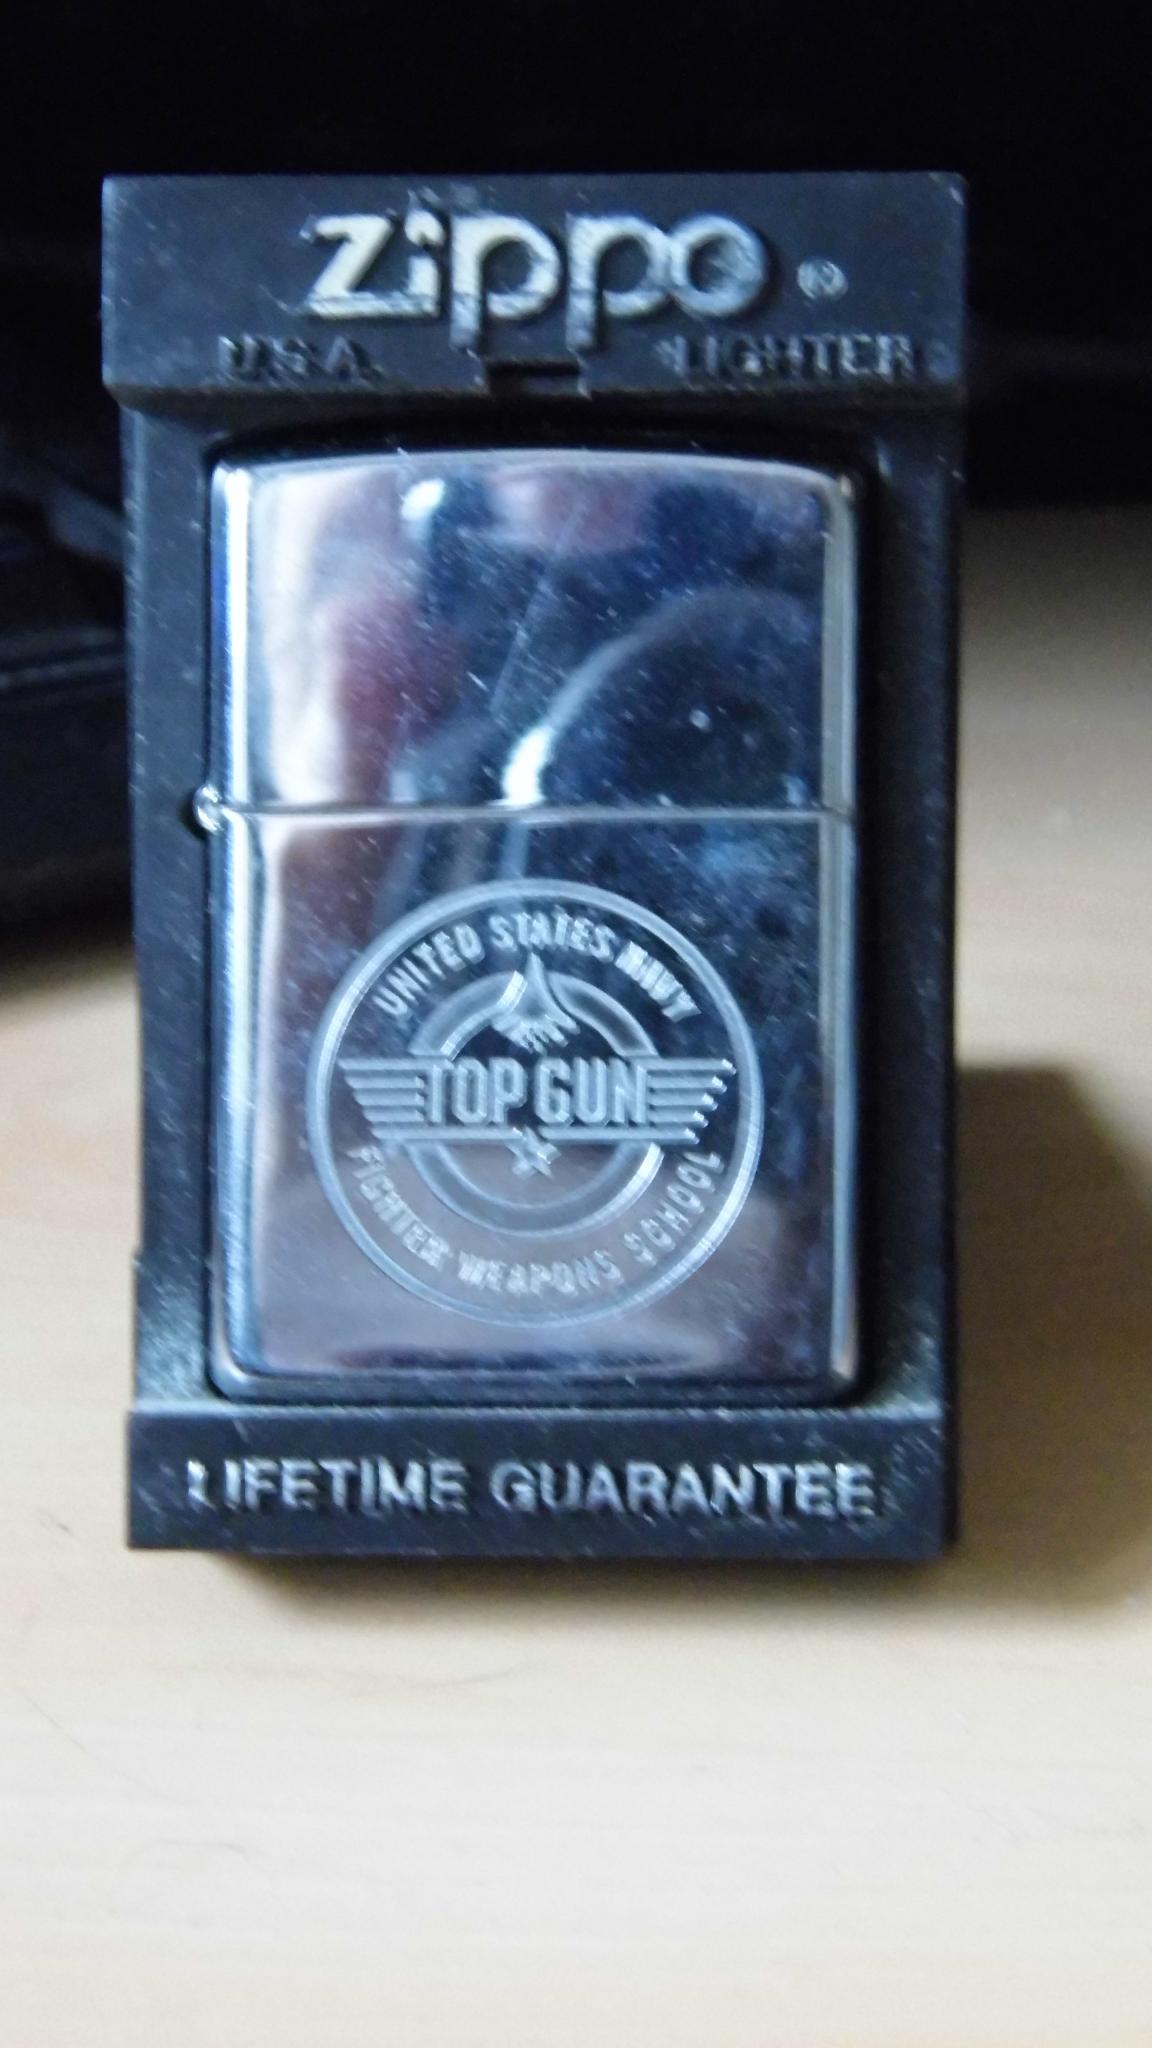 zippo ®
U.S.A. LIGHTER
UNITED STATES NAVY
TOP GUN
FIGHTER WEAPONS SCHOOL
LIFETIME GUARANTEE